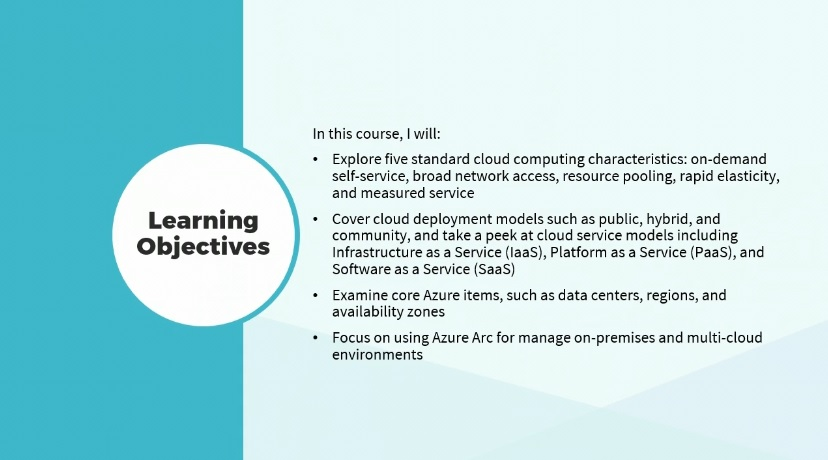 Learning
Objectives
In this course, I will:
• Explore five standard cloud computing characteristics: on-demand
self-service, broad network access, resource pooling, rapid elasticity,
and measured service
• Cover cloud deployment models such as public, hybrid, and
community, and take a peek at cloud service models including
Infrastructure as a Service (IaaS), Platform as a Service (PaaS), and
Software as a Service (SaaS)
• Examine core Azure items, such as data centers, regions, and
availability zones
• Focus on using Azure Arc for manage on-premises and multi-cloud
environments